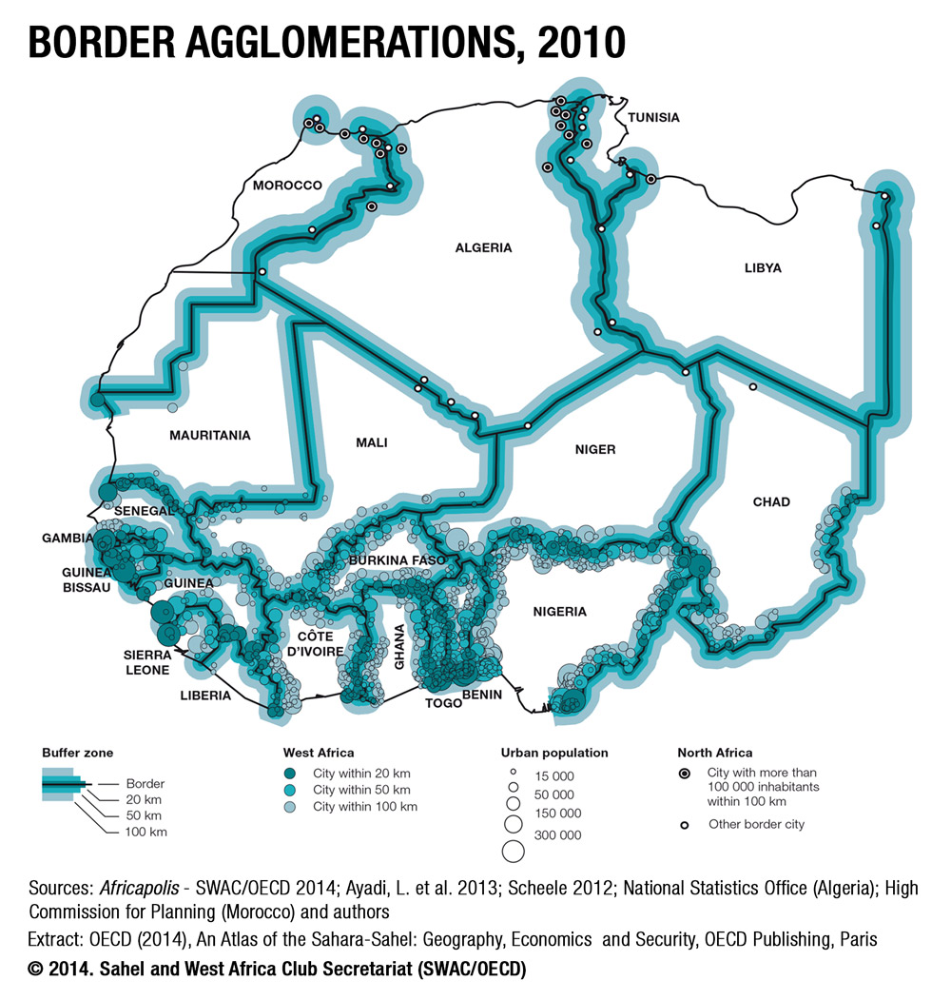 BORDER AGGLOMERATIONS, 2010
TUNISIA
MOROCCO
ALGERIA
LIBYA
MAURITANIA
MALI
NIGER
CHAD
SENEGAL
GAMBIA
GUINEA
BISSAU
GUINEA
BURKINA FASO
NIGERIA
CÔTE
D'IVOIRE
GHANA
SIERRA
LEONE
LIBERIA
TOGO
BENIN
Buffer zone
Border
20 km
50 km
100 km
West Africa
City within 20 km
City within 50 km
City within 100 km
Urban population
15 000
50 000
150 000
300 000
North Africa
City with more than
100 000 inhabitants
within 100 km
Other border city
Sources: Africapolis - SWAC/OECD 2014; Ayadi, L. et al. 2013; Scheele 2012; National Statistics Office (Algeria); High
Commission for Planning (Morocco) and authors
Extract: OECD (2014), An Atlas of the Sahara-Sahel: Geography, Economics and Security, OECD Publishing, Paris
© 2014. Sahel and West Africa Club Secretariat (SWAC/OECD)